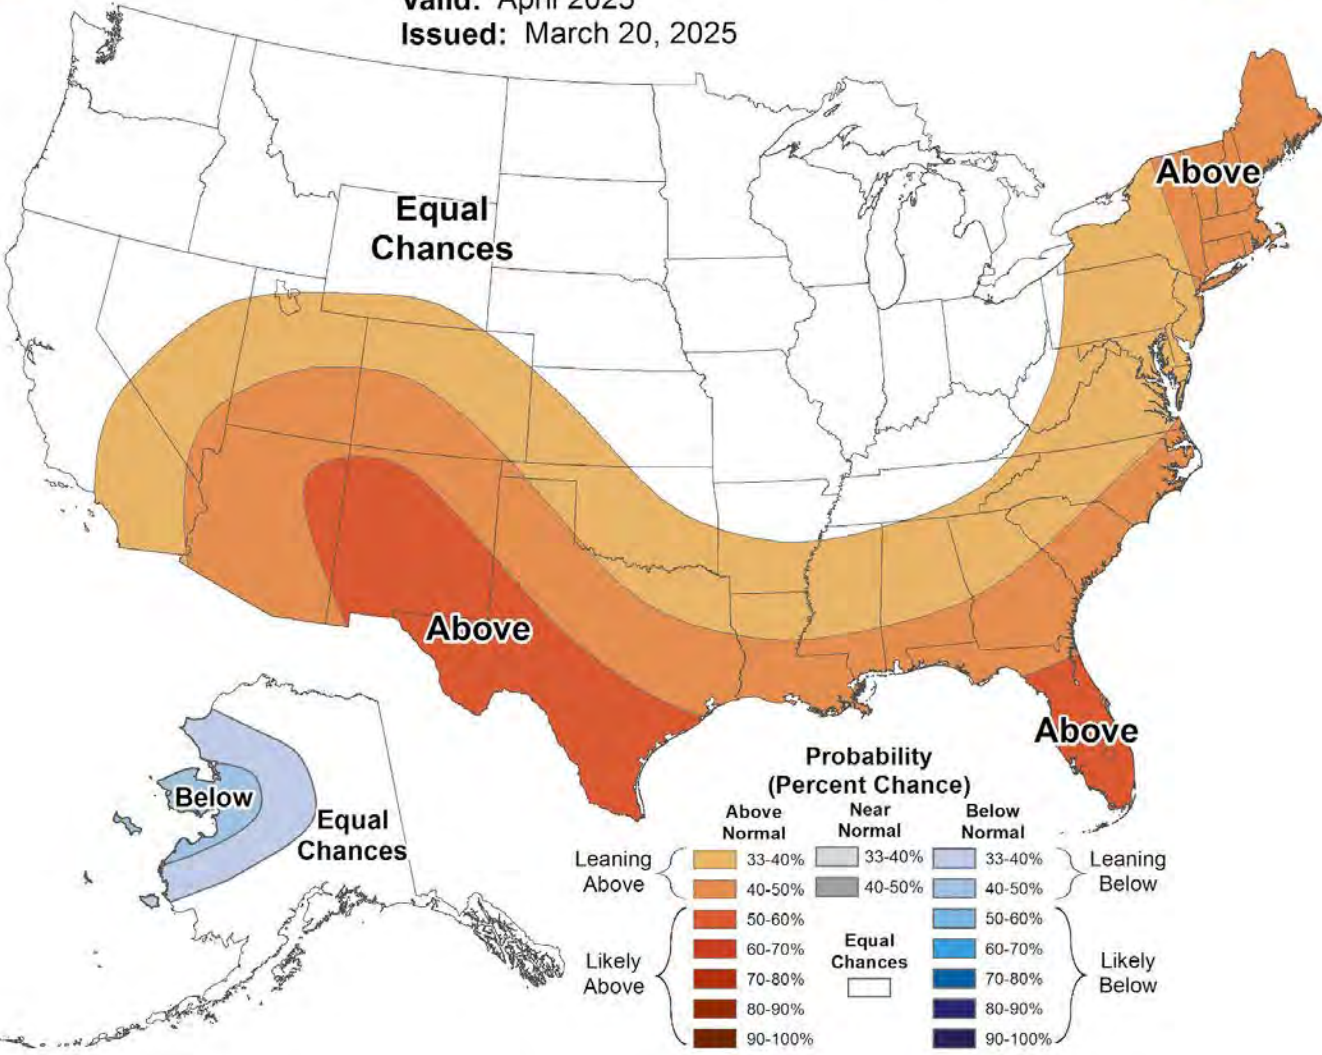 Valid: April 2025
Issued: March 20, 2025
Above
Equal
Chances
Above
Above
Below
Equal
Chances
Probability
(Percent Chance)
Above
Normal
Near
Normal
Below
Normal
Leaning
Above
33-40%
33-40%
33-40%
Leaning
Below
40-50%
40-50%
40-50%
50-60%
50-60%
60-70%
Equal
Chances
60-70%
Likely
Above
70-80%
70-80%
Likely
Below
80-90%
80-90%
90-100%
90-100%